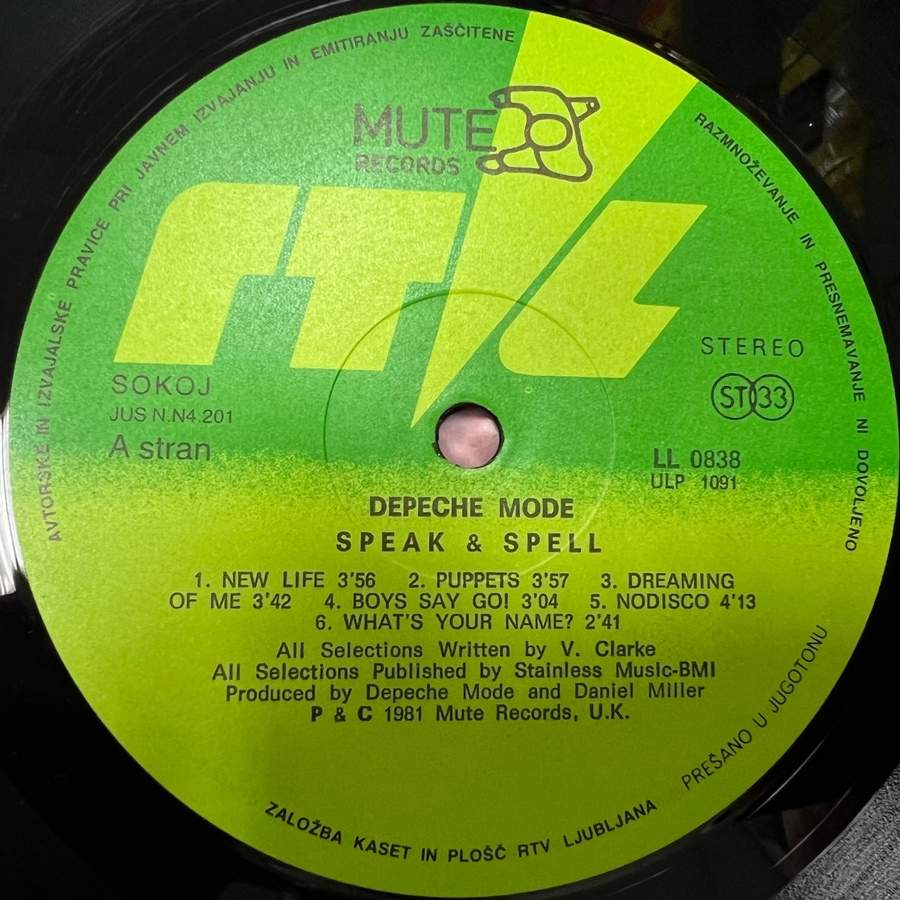 AVTORSKE IN IZVAJALSKE PRAVICE PRI JAVNEM IZVAJANJU IN EMITIRANJU ZAŠČITENE
RAZMNOŽEVANJE IN PRESNEMAVANJE NI DOVOLJENO
MUTE
RECORDS
rtl
STEREO
ST 33
SOKOJ
JUS N.N4.201
A stran
LL 0838
ULP 1091
DEPECHE MODE
SPEAK & SPELL
1. NEW LIFE 3'56 2. PUPPETS 3'57 3. DREAMING
OF ME 3'42 4. BOYS SAY GO! 3'04 5. NODISCO 4'13
6. WHAT'S YOUR NAME? 2'41
All Selections Written by V. Clarke
All Selections Published by Stainless Music-BMI
Produced by Depeche Mode and Daniel Miller
P & C 1981 Mute Records, U.K.
PREŠANO U JUGOTONU
ZALOŽBA KASET IN PLOŠČ RTV LJUBLJANA